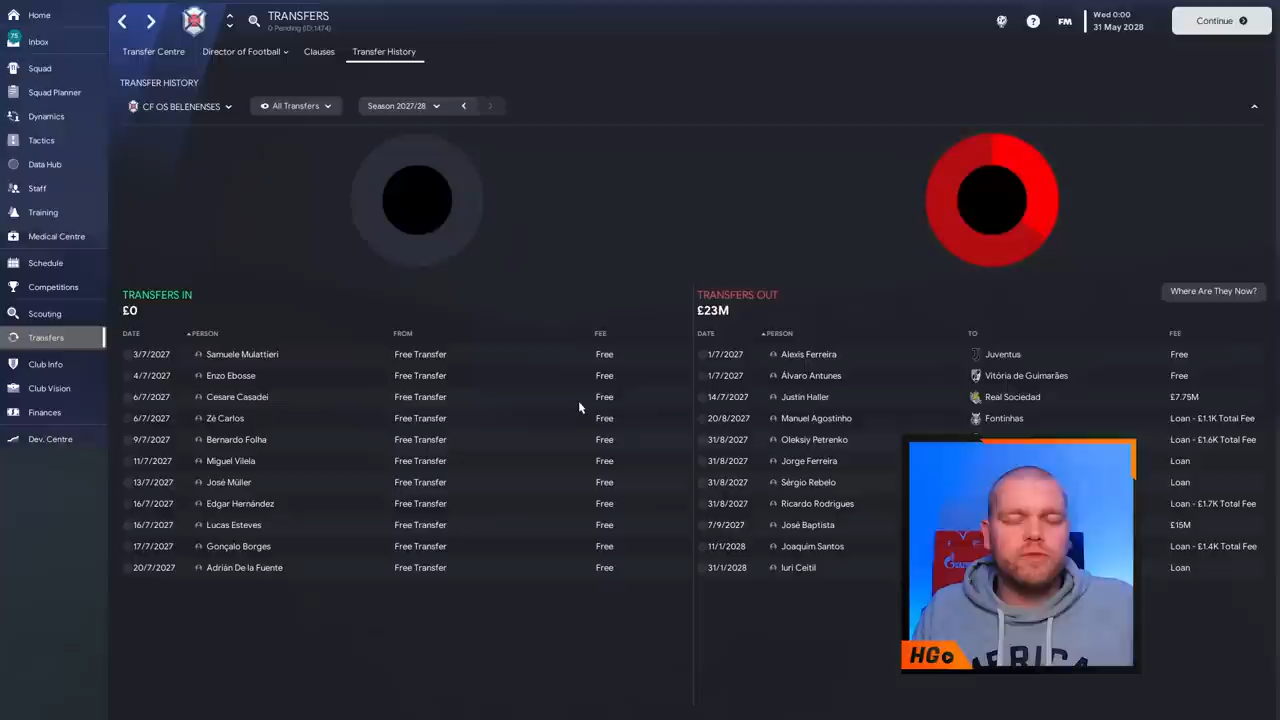 Home
TRANSFERS
0 Pending (ID:1474)
FM
Wed 0:00
31 May 2028
Continue
75
Inbox
Transfer Centre
Director of Football
Clauses
Transfer History
Squad
TRANSFER HISTORY
Squad Planner
CF OS BELENENSES
All Transfers
Season 2027/28
Dynamics
Tactics
Data Hub
Staff
Training
Medical Centre
Schedule
Competitions
Scouting
Transfers
Club Info
Club Vision
Finances
Dev. Centre
TRANSFERS IN
£0
DATE PERSON FROM FEE
3/7/2027 Samuele Mulattieri Free Transfer Free
4/7/2027 Enzo Ebosse Free Transfer Free
6/7/2027 Cesare Casadei Free Transfer Free
6/7/2027 Zé Carlos Free Transfer Free
9/7/2027 Bernardo Folha Free Transfer Free
11/7/2027 Miguel Vilela Free Transfer Free
13/7/2027 José Müller Free Transfer Free
16/7/2027 Edgar Hernández Free Transfer Free
16/7/2027 Lucas Esteves Free Transfer Free
17/7/2027 Gonçalo Borges Free Transfer Free
20/7/2027 Adrián De la Fuente Free Transfer Free
TRANSFERS OUT
£23M
Where Are They Now?
DATE PERSON TO FEE
1/7/2027 Alexis Ferreira Juventus Free
1/7/2027 Álvaro Antunes Vitória de Guimarães Free
14/7/2027 Justin Haller Real Sociedad £7.75M
20/8/2027 Manuel Agostinho Fontinhas Loan - £1.1K Total Fee
31/8/2027 Oleksiy Petrenko Loan - £1.6K Total Fee
31/8/2027 Jorge Ferreira Loan
31/8/2027 Sérgio Rebelo Loan
31/8/2027 Ricardo Rodrigues Loan - £1.7K Total Fee
7/9/2027 José Baptista £15M
11/1/2028 Joaquim Santos Loan - £1.4K Total Fee
31/1/2028 Iuri Ceitil Loan
HG